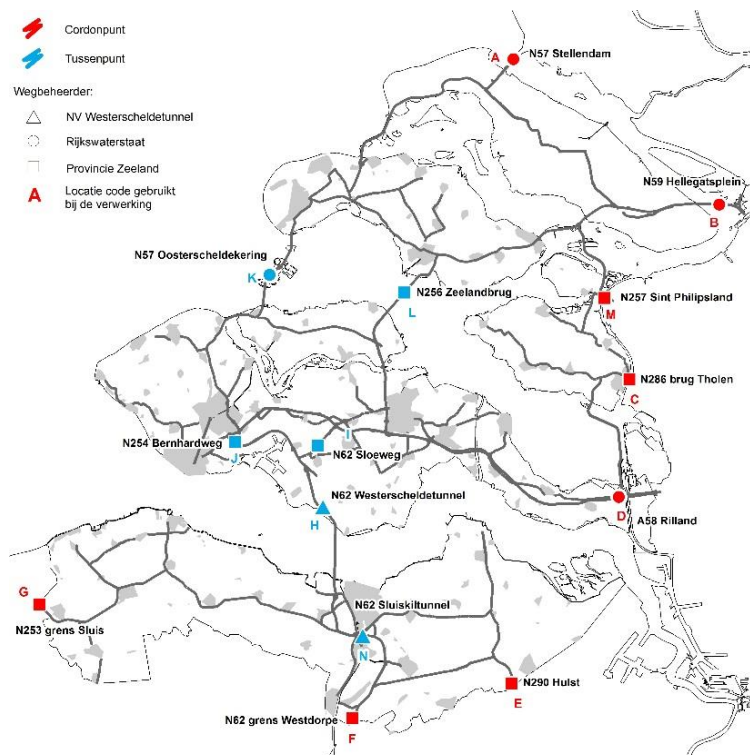 Cordonpunt
Tussenpunt
Wegbeheerder:
NV Westerscheldetunnel
Rijkswaterstaat
Provincie Zeeland
A Locatie code gebruikt
bij de verwerking
A N57 Stellendam
N59 Hellegatsplein
B
N57 Oosterscheldekering
K
N256 Zeelandbrug
L
N257 Sint Philipsland
M
N286 brug Tholen
C
N254 Bernhardweg
J
I
N62 Sloeweg
N62 Westerscheldetunnel
H
D
A58 Rilland
G
N253 grens Sluis
N62 Sluiskiltunnel
N
N290 Hulst
E
N62 grens Westdorpe
F